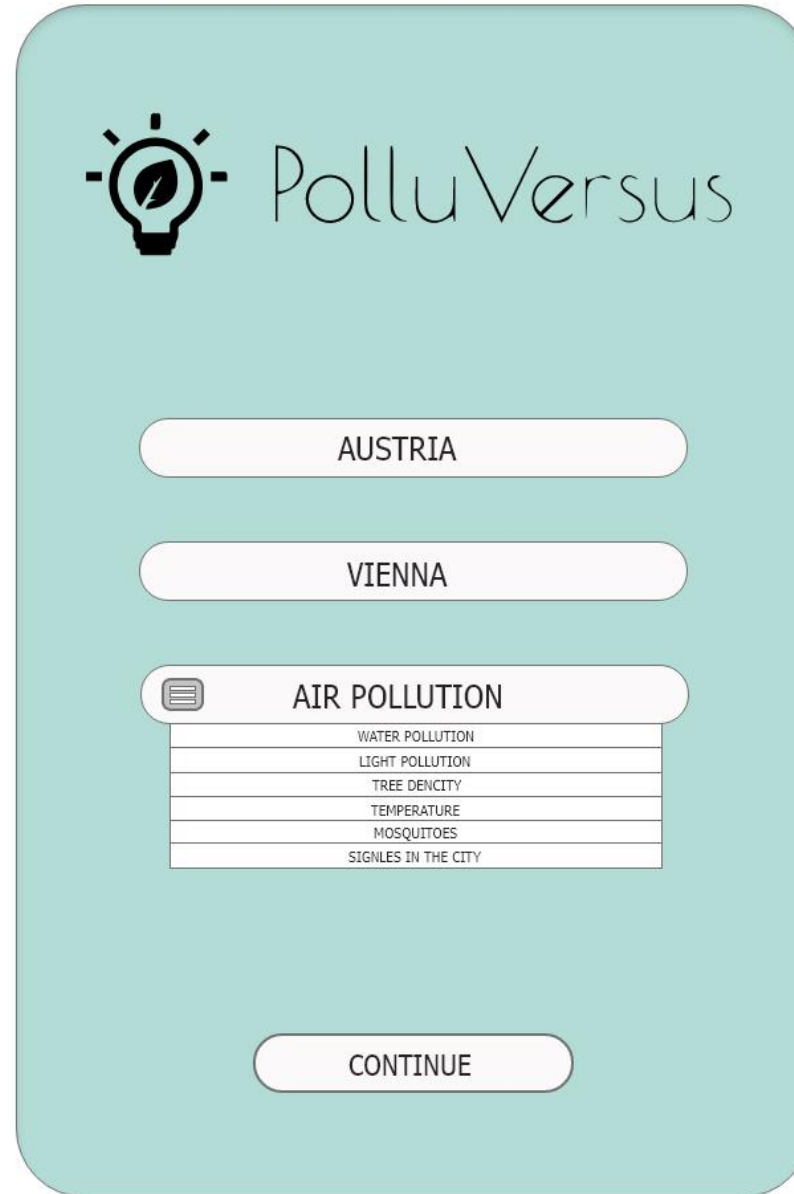 PolluVersus
AUSTRIA
VIENNA
AIR POLLUTION
WATER POLLUTION
LIGHT POLLUTION
TREE DENCITY
TEMPERATURE
MOSQUITOES
SIGNLES IN THE CITY
CONTINUE